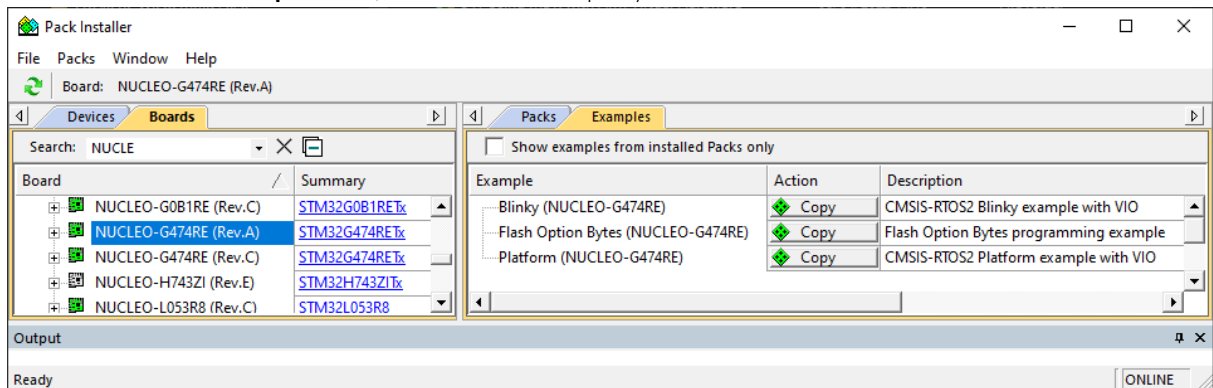 Pack Installer
File Packs Window Help
Board: NUCLEO-G474RE (Rev.A)
Devices Boards
Search: NUCLE
Board Summary
NUCLEO-G0B1RE (Rev.C) STM32G0B1RETx
NUCLEO-G474RE (Rev.A) STM32G474RETx
NUCLEO-G474RE (Rev.C) STM32G474RETx
NUCLEO-H743ZI (Rev.E) STM32H743ZITx
NUCLEO-L053R8 (Rev.C) STM32L053R8
Packs Examples
Show examples from installed Packs only
Example Action Description
Blinky (NUCLEO-G474RE) Copy CMSIS-RTOS2 Blinky example with VIO
Flash Option Bytes (NUCLEO-G474RE) Copy Flash Option Bytes programming example
Platform (NUCLEO-G474RE) Copy CMSIS-RTOS2 Platform example with VIO
Output
Ready ONLINE